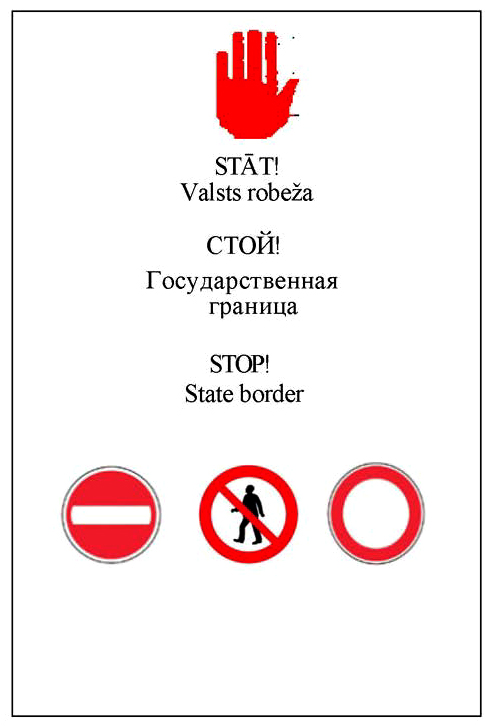 STĀT!
Valsts robeža
СТОЙ!
Государственная
граница
STOP!
State border